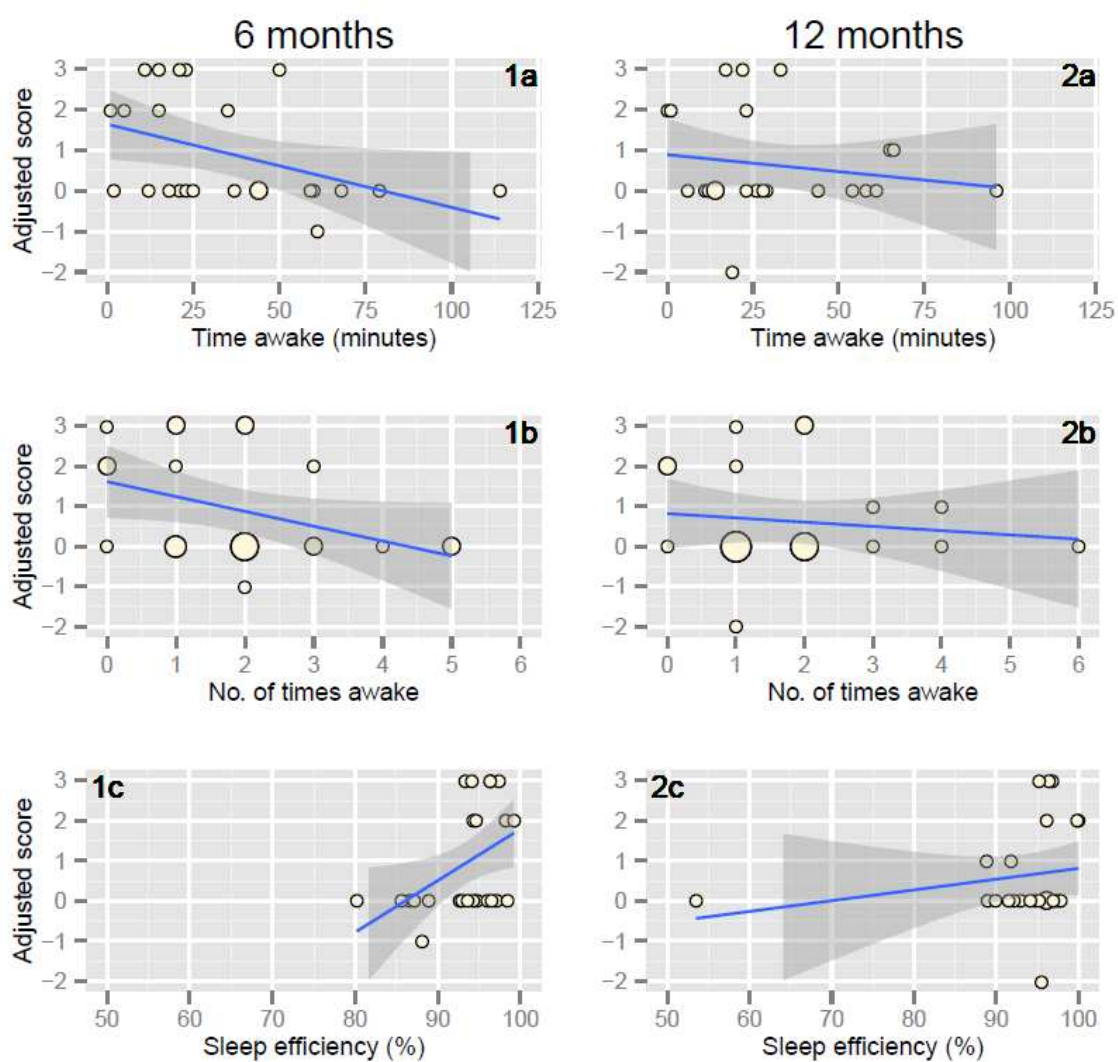 6 months
12 months
1a
3
2
1
0
−1
−2
Adjusted score
0 25 50 75 100 125
Time awake (minutes)
2a
3
2
1
0
−1
−2
0 25 50 75 100 125
Time awake (minutes)
1b
3
2
1
0
−1
−2
Adjusted score
0 1 2 3 4 5 6
No. of times awake
2b
3
2
1
0
−1
−2
0 1 2 3 4 5 6
No. of times awake
1c
3
2
1
0
−1
−2
Adjusted score
50 60 70 80 90 100
Sleep efficiency (%)
2c
3
2
1
0
−1
−2
50 60 70 80 90 100
Sleep efficiency (%)